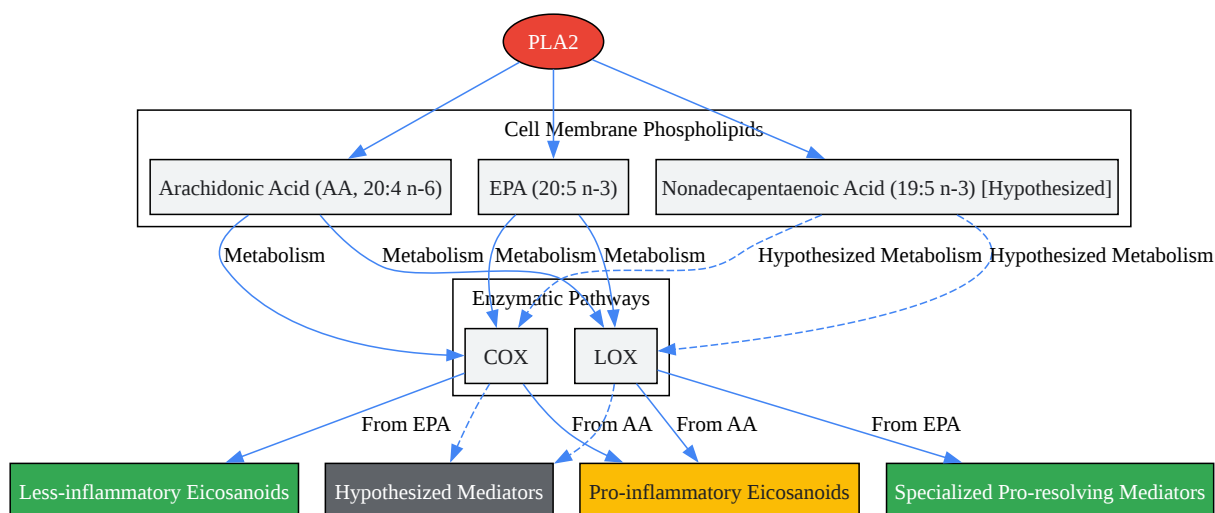 PLA2
Cell Membrane Phospholipids
Arachidonic Acid (AA, 20:4 n-6)
EPA (20:5 n-3)
Nonadecapentaenoic Acid (19:5 n-3) [Hypothesized]
Metabolism
Metabolism
Metabolism
Metabolism
Hypothesized Metabolism
Hypothesized Metabolism
Enzymatic Pathways
COX
LOX
From EPA
From AA
From AA
From EPA
Less-inflammatory Eicosanoids
Hypothesized Mediators
Pro-inflammatory Eicosanoids
Specialized Pro-resolving Mediators